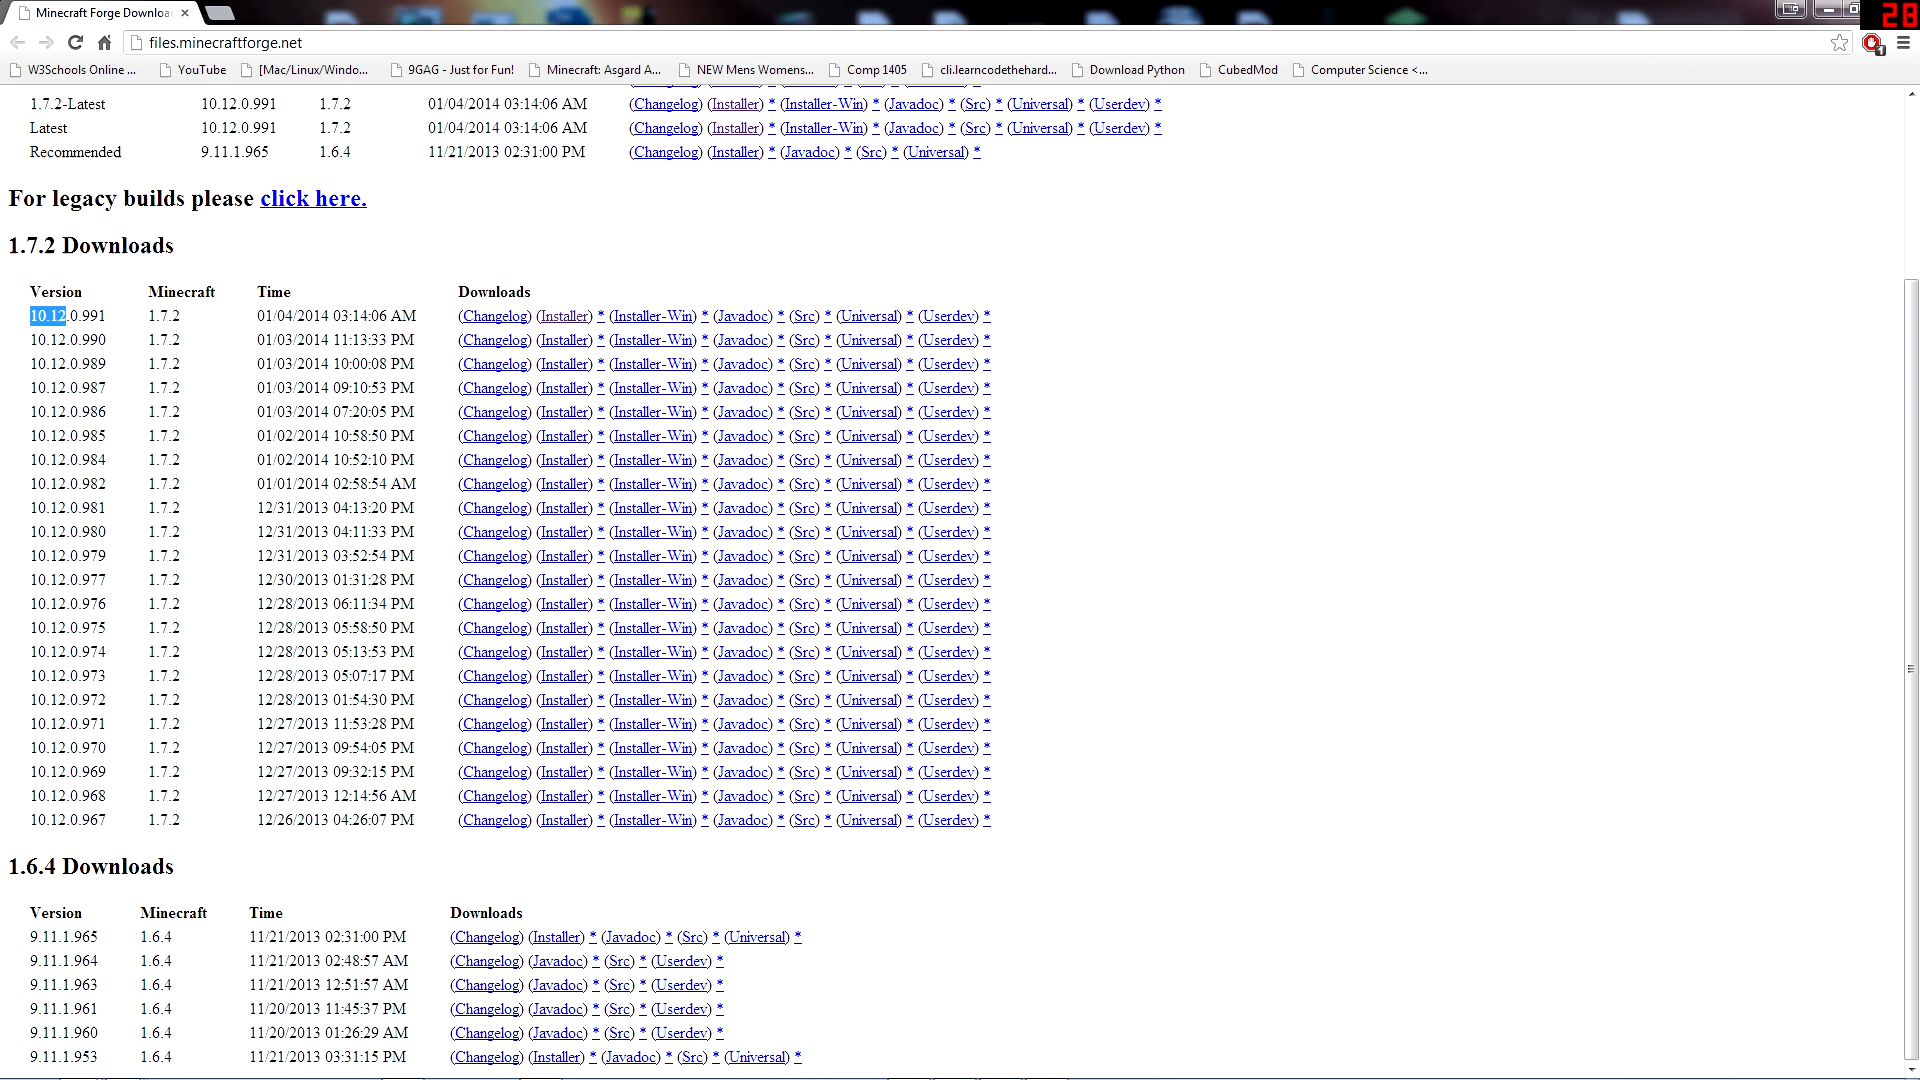 Minecraft Forge Downloa
28
files.minecraftforge.net
1
W3Schools Online ... YouTube [Mac/Linux/Windo... 9GAG - Just for Fun! Minecraft: Asgard A... NEW Mens Womens... Comp 1405 cli.learncodethehard... Download Python CubedMod Computer Science <...
1.7.2-Latest 10.12.0.991 1.7.2 01/04/2014 03:14:06 AM (Changelog) (Installer) * (Installer-Win) * (Javadoc) * (Src) * (Universal) * (Userdev) *
Latest 10.12.0.991 1.7.2 01/04/2014 03:14:06 AM (Changelog) (Installer) * (Installer-Win) * (Javadoc) * (Src) * (Universal) * (Userdev) *
Recommended 9.11.1.965 1.6.4 11/21/2013 02:31:00 PM (Changelog) (Installer) * (Javadoc) * (Src) * (Universal) *
For legacy builds please click here.
1.7.2 Downloads
Version Minecraft Time Downloads
10.12.0.991 1.7.2 01/04/2014 03:14:06 AM (Changelog) (Installer) * (Installer-Win) * (Javadoc) * (Src) * (Universal) * (Userdev) *
10.12.0.990 1.7.2 01/03/2014 11:13:33 PM (Changelog) (Installer) * (Installer-Win) * (Javadoc) * (Src) * (Universal) * (Userdev) *
10.12.0.989 1.7.2 01/03/2014 10:00:08 PM (Changelog) (Installer) * (Installer-Win) * (Javadoc) * (Src) * (Universal) * (Userdev) *
10.12.0.987 1.7.2 01/03/2014 09:10:53 PM (Changelog) (Installer) * (Installer-Win) * (Javadoc) * (Src) * (Universal) * (Userdev) *
10.12.0.986 1.7.2 01/03/2014 07:20:05 PM (Changelog) (Installer) * (Installer-Win) * (Javadoc) * (Src) * (Universal) * (Userdev) *
10.12.0.985 1.7.2 01/02/2014 10:58:50 PM (Changelog) (Installer) * (Installer-Win) * (Javadoc) * (Src) * (Universal) * (Userdev) *
10.12.0.984 1.7.2 01/02/2014 10:52:10 PM (Changelog) (Installer) * (Installer-Win) * (Javadoc) * (Src) * (Universal) * (Userdev) *
10.12.0.982 1.7.2 01/01/2014 02:58:54 AM (Changelog) (Installer) * (Installer-Win) * (Javadoc) * (Src) * (Universal) * (Userdev) *
10.12.0.981 1.7.2 12/31/2013 04:13:20 PM (Changelog) (Installer) * (Installer-Win) * (Javadoc) * (Src) * (Universal) * (Userdev) *
10.12.0.980 1.7.2 12/31/2013 04:11:33 PM (Changelog) (Installer) * (Installer-Win) * (Javadoc) * (Src) * (Universal) * (Userdev) *
10.12.0.979 1.7.2 12/31/2013 03:52:54 PM (Changelog) (Installer) * (Installer-Win) * (Javadoc) * (Src) * (Universal) * (Userdev) *
10.12.0.977 1.7.2 12/30/2013 01:31:28 PM (Changelog) (Installer) * (Installer-Win) * (Javadoc) * (Src) * (Universal) * (Userdev) *
10.12.0.976 1.7.2 12/28/2013 06:11:34 PM (Changelog) (Installer) * (Installer-Win) * (Javadoc) * (Src) * (Universal) * (Userdev) *
10.12.0.975 1.7.2 12/28/2013 05:58:50 PM (Changelog) (Installer) * (Installer-Win) * (Javadoc) * (Src) * (Universal) * (Userdev) *
10.12.0.974 1.7.2 12/28/2013 05:13:53 PM (Changelog) (Installer) * (Installer-Win) * (Javadoc) * (Src) * (Universal) * (Userdev) *
10.12.0.973 1.7.2 12/28/2013 05:07:17 PM (Changelog) (Installer) * (Installer-Win) * (Javadoc) * (Src) * (Universal) * (Userdev) *
10.12.0.972 1.7.2 12/28/2013 01:54:30 PM (Changelog) (Installer) * (Installer-Win) * (Javadoc) * (Src) * (Universal) * (Userdev) *
10.12.0.971 1.7.2 12/27/2013 11:53:28 PM (Changelog) (Installer) * (Installer-Win) * (Javadoc) * (Src) * (Universal) * (Userdev) *
10.12.0.970 1.7.2 12/27/2013 09:54:05 PM (Changelog) (Installer) * (Installer-Win) * (Javadoc) * (Src) * (Universal) * (Userdev) *
10.12.0.969 1.7.2 12/27/2013 09:32:15 PM (Changelog) (Installer) * (Installer-Win) * (Javadoc) * (Src) * (Universal) * (Userdev) *
10.12.0.968 1.7.2 12/27/2013 12:14:56 AM (Changelog) (Installer) * (Installer-Win) * (Javadoc) * (Src) * (Universal) * (Userdev) *
10.12.0.967 1.7.2 12/26/2013 04:26:07 PM (Changelog) (Installer) * (Installer-Win) * (Javadoc) * (Src) * (Universal) * (Userdev) *
1.6.4 Downloads
Version Minecraft Time Downloads
9.11.1.965 1.6.4 11/21/2013 02:31:00 PM (Changelog) (Installer) * (Javadoc) * (Src) * (Universal) *
9.11.1.964 1.6.4 11/21/2013 02:48:57 AM (Changelog) (Javadoc) * (Src) * (Userdev) *
9.11.1.963 1.6.4 11/21/2013 12:51:57 AM (Changelog) (Javadoc) * (Src) * (Userdev) *
9.11.1.961 1.6.4 11/20/2013 11:45:37 PM (Changelog) (Javadoc) * (Src) * (Userdev) *
9.11.1.960 1.6.4 11/20/2013 01:26:29 AM (Changelog) (Javadoc) * (Src) * (Userdev) *
9.11.1.953 1.6.4 11/21/2013 03:31:15 PM (Changelog) (Installer) * (Javadoc) * (Src) * (Universal) *